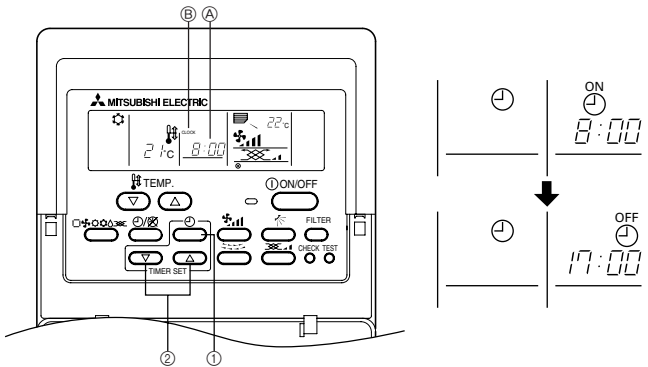 Ⓑ Ⓐ
MITSUBISHI ELECTRIC
CLOCK
22°C
21°C 8:00
TEMP.
ON/OFF
FILTER
CHECK TEST
TIMER SET
② ①
ON
8:00
OFF
17:00